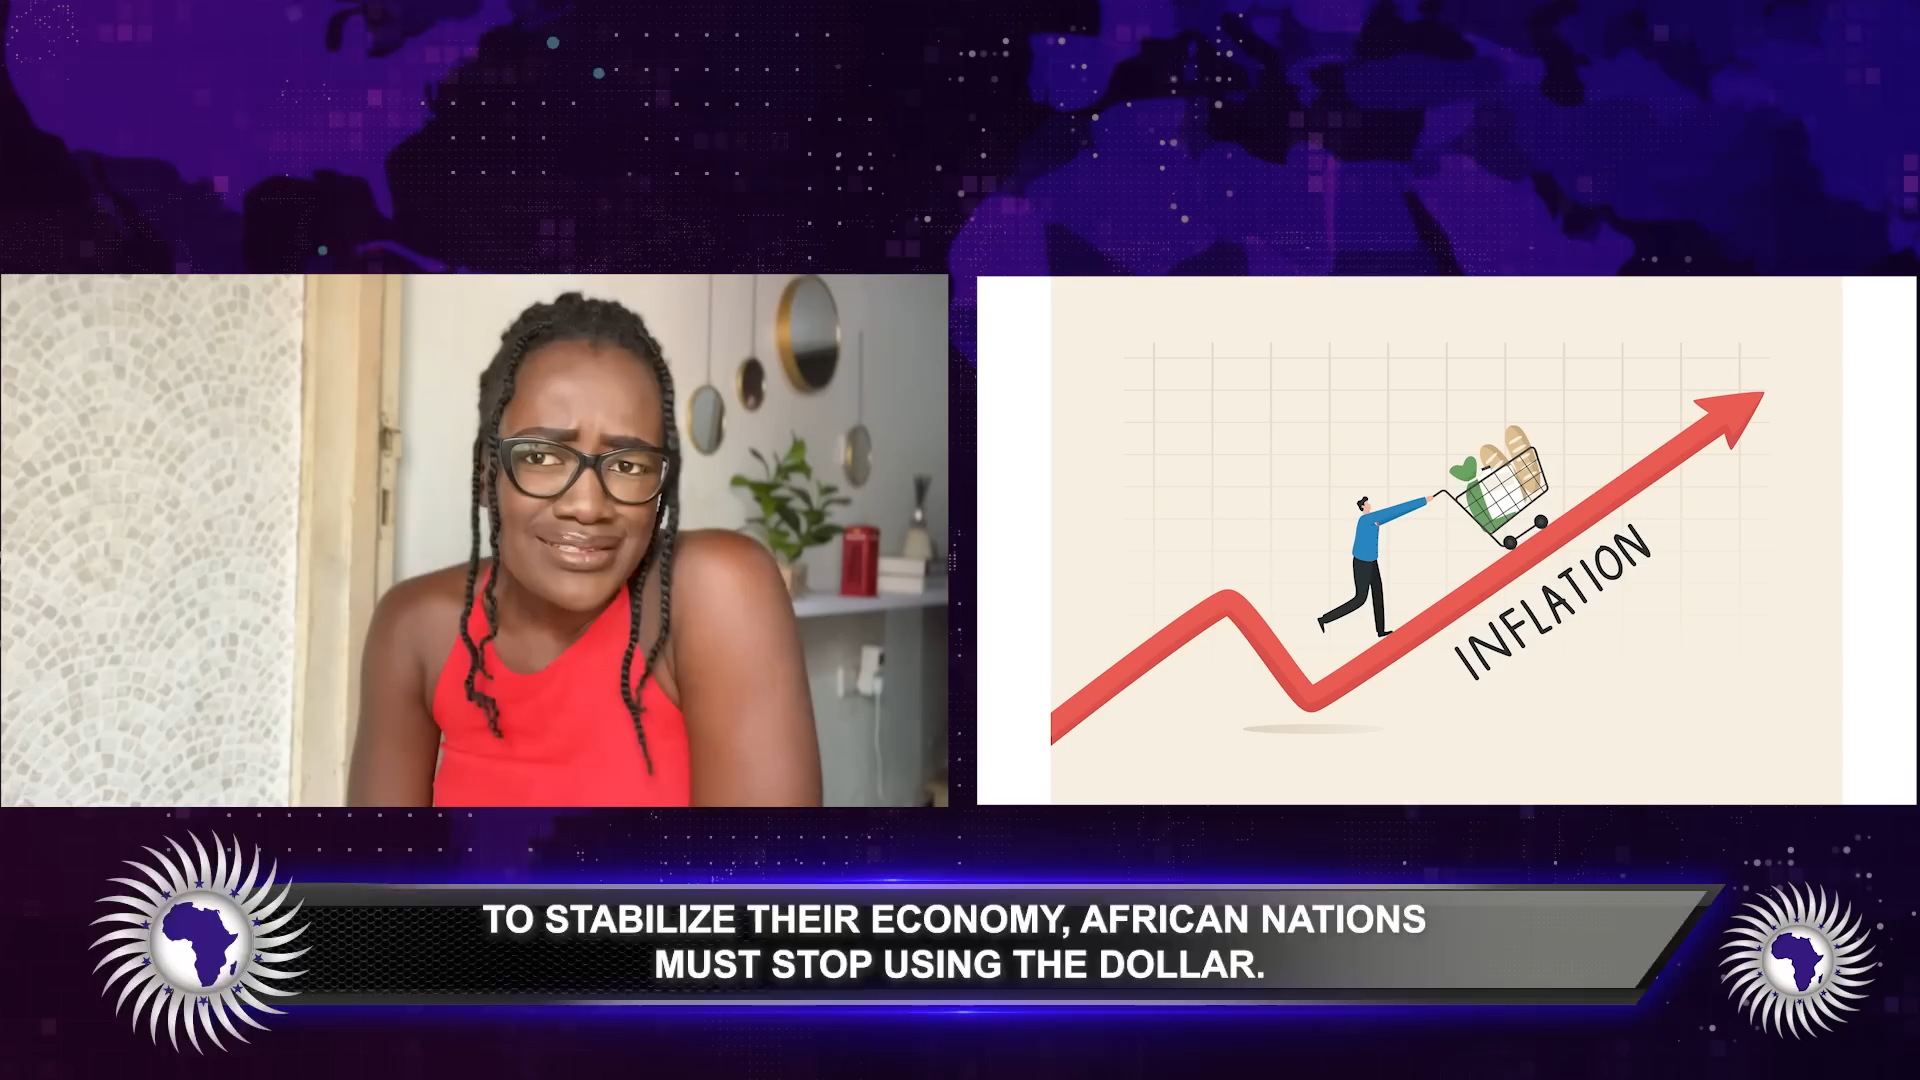 INFLATION
TO STABILIZE THEIR ECONOMY, AFRICAN NATIONS
MUST STOP USING THE DOLLAR.